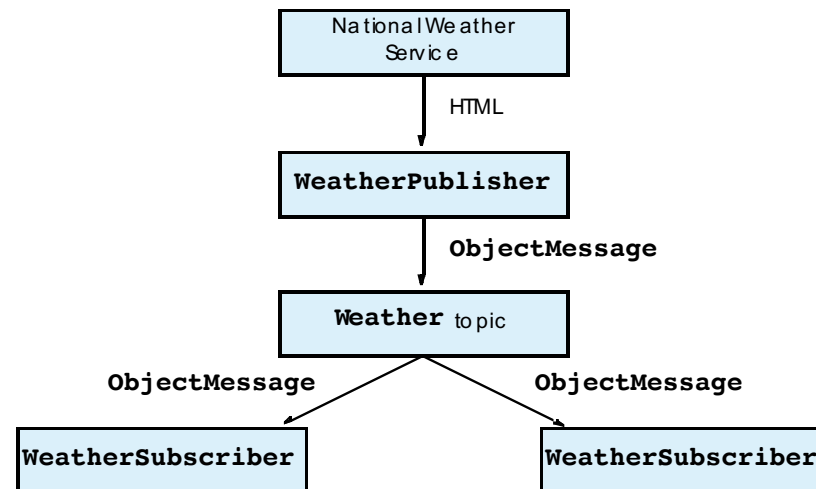 National Weather
Service
HTML
WeatherPublisher
ObjectMessage
Weather topic
ObjectMessage
ObjectMessage
WeatherSubscriber
WeatherSubscriber